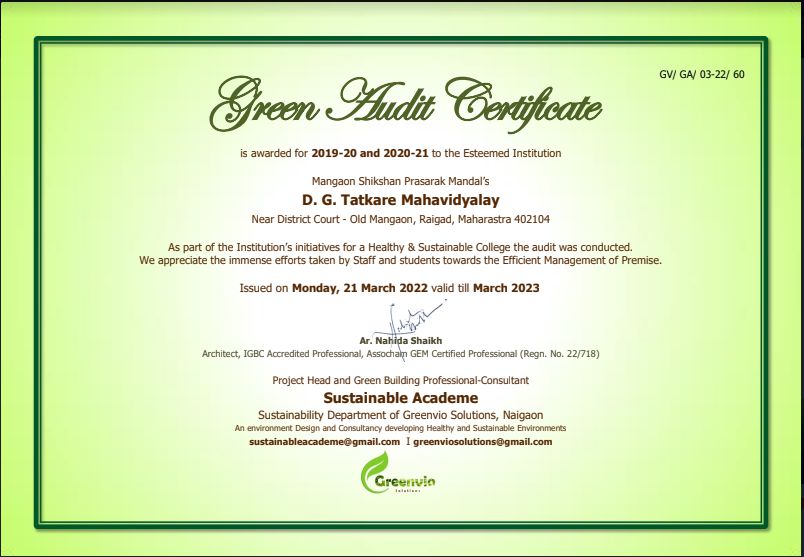 GV/ GA/ 03-22/ 60
Green Audit Certificate
is awarded for 2019-20 and 2020-21 to the Esteemed Institution
Mangaon Shikshan Prasarak Mandal's
D. G. Tatkare Mahavidyalay
Near District Court - Old Mangaon, Raigad, Maharastra 402104
As part of the Institution's initiatives for a Healthy & Sustainable College the audit was conducted.
We appreciate the immense efforts taken by Staff and students towards the Efficient Management of Premise.
Issued on Monday, 21 March 2022 valid till March 2023
Ar. Nahida Shaikh
Architect, IGBC Accredited Professional, Assocham GEM Certified Professional (Regn. No. 22/718)
Project Head and Green Building Professional-Consultant
Sustainable Academe
Sustainability Department of Greenvio Solutions, Naigaon
An environment Design and Consultancy developing Healthy and Sustainable Environments
sustainableacademe@gmail.com I greenviosolutions@gmail.com
Greenvio
Solutions